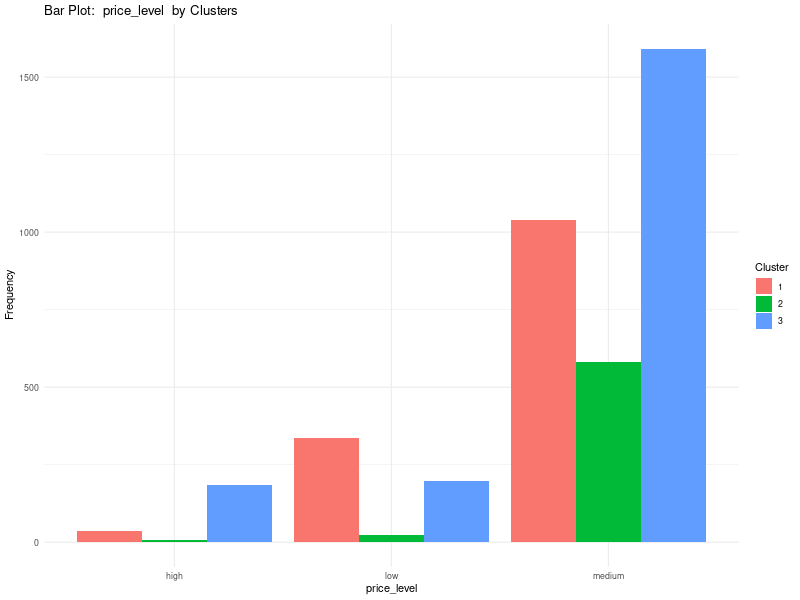 Bar Plot:  price_level  by Clusters
Frequency
1500
1000
500
0
high
low
medium
price_level
Cluster
1
2
3